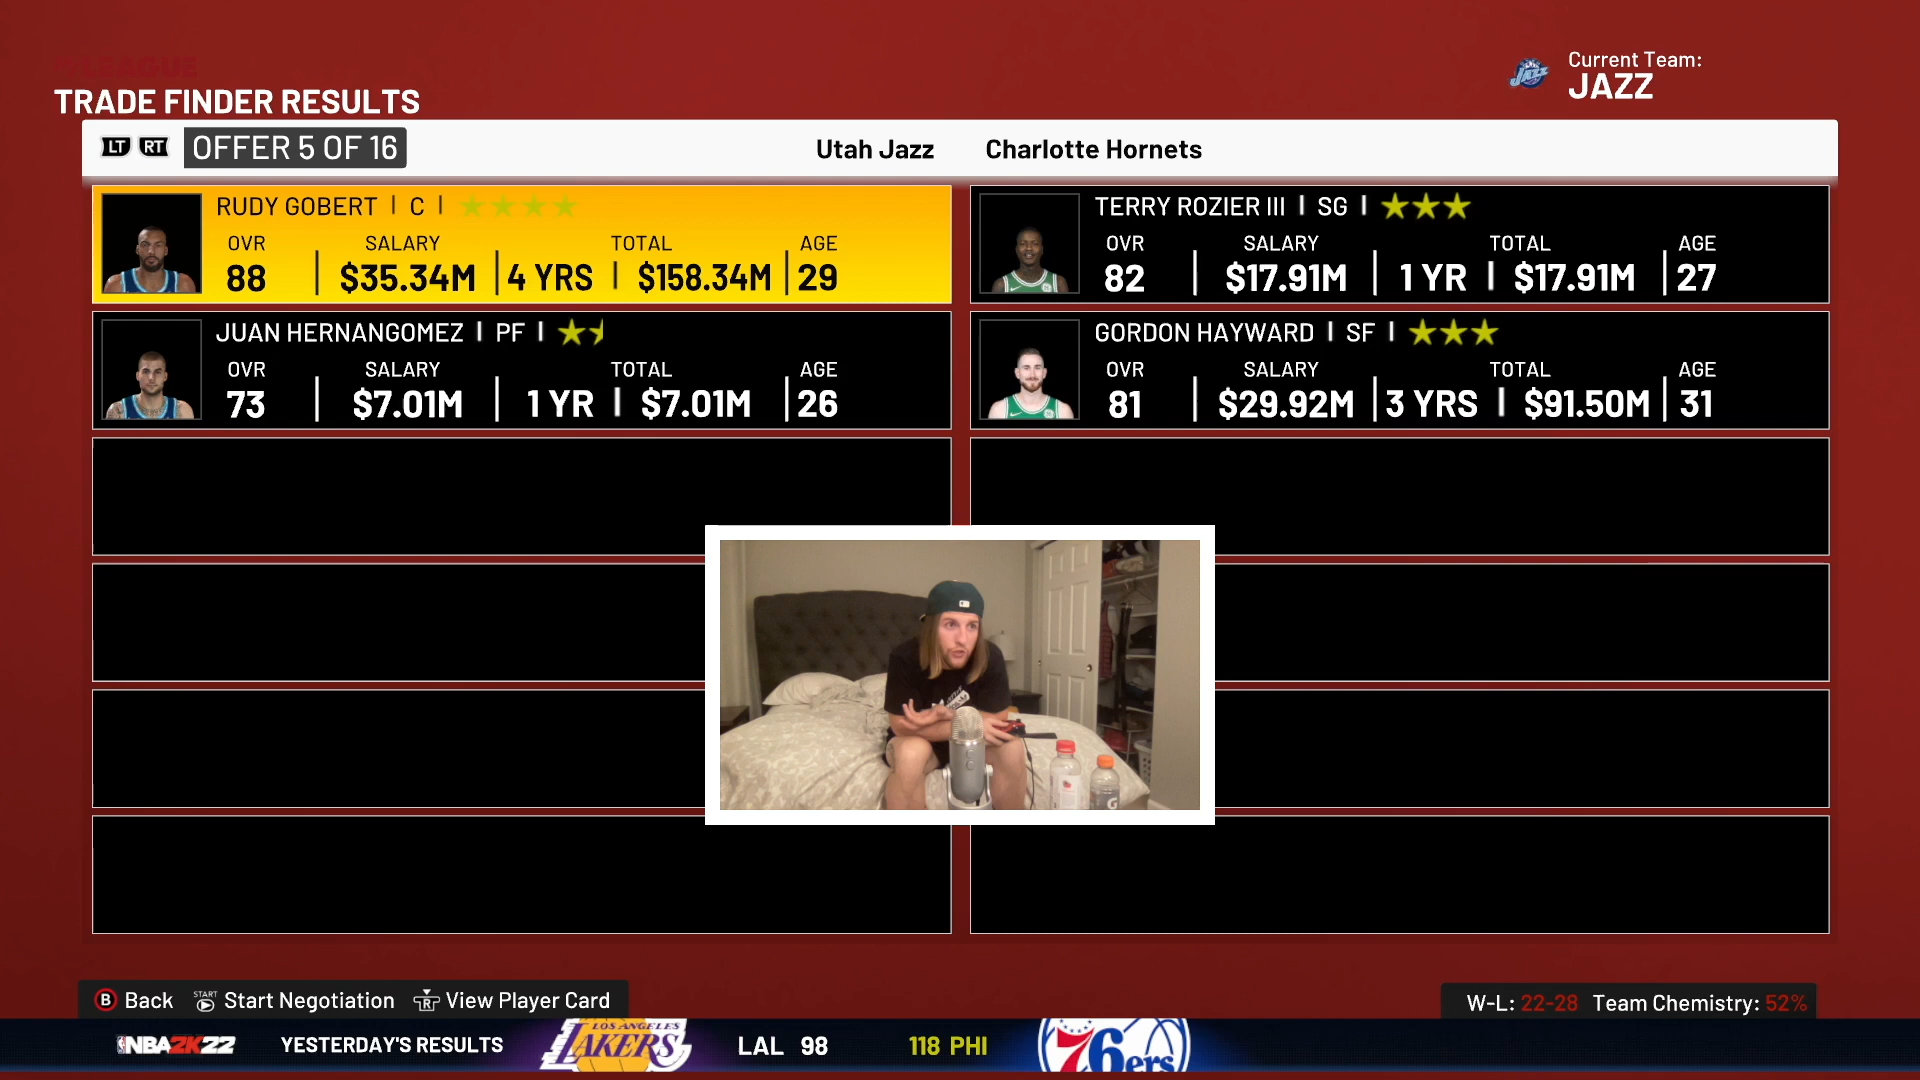 LEAGUE
TRADE FINDER RESULTS
JAZZ
Current Team:
JAZZ
LT RT OFFER 5 OF 16
Utah Jazz
Charlotte Hornets
RUDY GOBERT | C |
OVR SALARY TOTAL AGE
88 | $35.34M | 4 YRS | $158.34M | 29
JUAN HERNANGOMEZ | PF |
OVR SALARY TOTAL AGE
73 | $7.01M | 1 YR | $7.01M | 26
TERRY ROZIER III | SG |
OVR SALARY TOTAL AGE
82 | $17.91M | 1 YR | $17.91M | 27
GORDON HAYWARD | SF |
OVR SALARY TOTAL AGE
81 | $29.92M | 3 YRS | $91.50M | 31
G
B Back START Start Negotiation R View Player Card
W-L: 22-28 Team Chemistry: 52%
NBA2K22
YESTERDAY'S RESULTS
LOS ANGELES
LAKERS
LAL 98
118 PHI
76ers